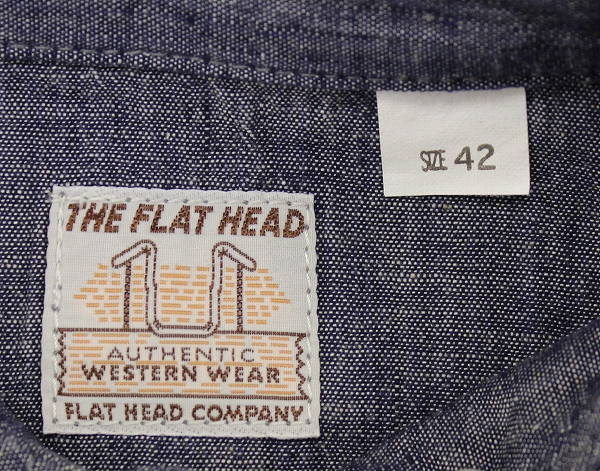 SIZE 42
THE FLAT HEAD
AUTHENTIC
WESTERN WEAR
FLAT HEAD COMPANY